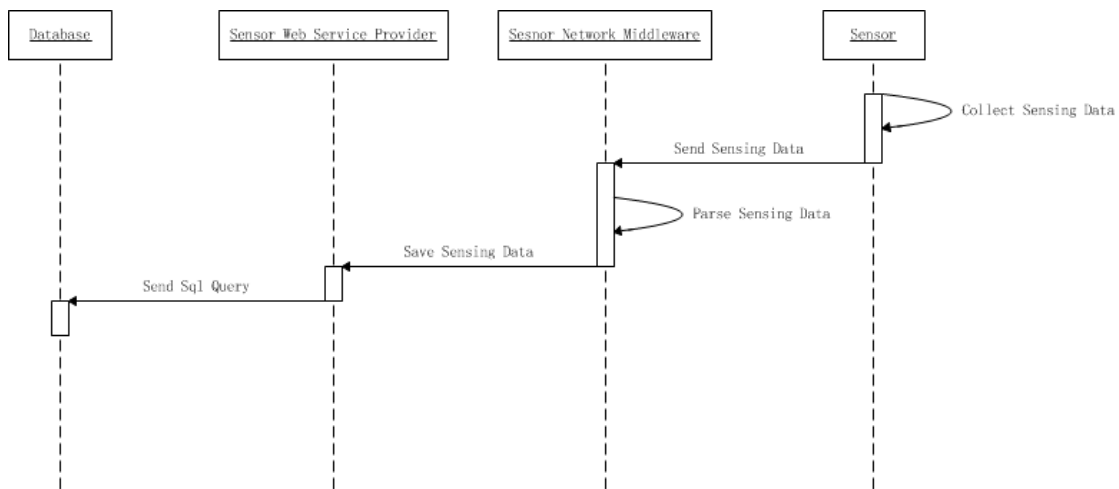 Database
Sensor Web Service Provider
Sesnor Network Middleware
Sensor
Collect Sensing Data
Send Sensing Data
Parse Sensing Data
Save Sensing Data
Send Sql Query